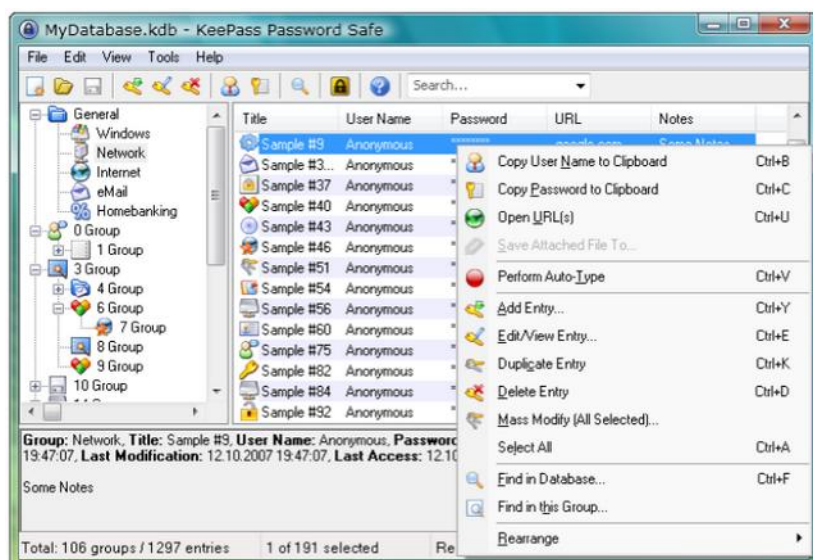 MyDatabase.kdb - KeePass Password Safe
File Edit View Tools Help
Search...
General
Windows
Network
Internet
eMail
Homebanking
0 Group
1 Group
3 Group
4 Group
6 Group
7 Group
8 Group
9 Group
10 Group
Title User Name Password URL Notes
Sample #9 Anonymous ******** google.com Some Notes
Sample #3... Anonymous
Sample #37 Anonymous
Sample #40 Anonymous
Sample #43 Anonymous
Sample #46 Anonymous
Sample #51 Anonymous
Sample #54 Anonymous
Sample #56 Anonymous
Sample #60 Anonymous
Sample #75 Anonymous
Sample #82 Anonymous
Sample #84 Anonymous
Sample #92 Anonymous
Copy User Name to Clipboard Ctrl+B
Copy Password to Clipboard Ctrl+C
Open URL(s) Ctrl+U
Save Attached File To...
Perform Auto-Type Ctrl+V
Add Entry... Ctrl+Y
Edit/View Entry... Ctrl+E
Duplicate Entry Ctrl+K
Delete Entry Ctrl+D
Mass Modify (All Selected)...
Select All Ctrl+A
Find in Database... Ctrl+F
Find in this Group...
Rearrange
Group: Network, Title: Sample #9, User Name: Anonymous, Password
19:47:07, Last Modification: 12.10.2007 19:47:07, Last Access: 12.10
Some Notes
Total: 106 groups / 1297 entries 1 of 191 selected Re